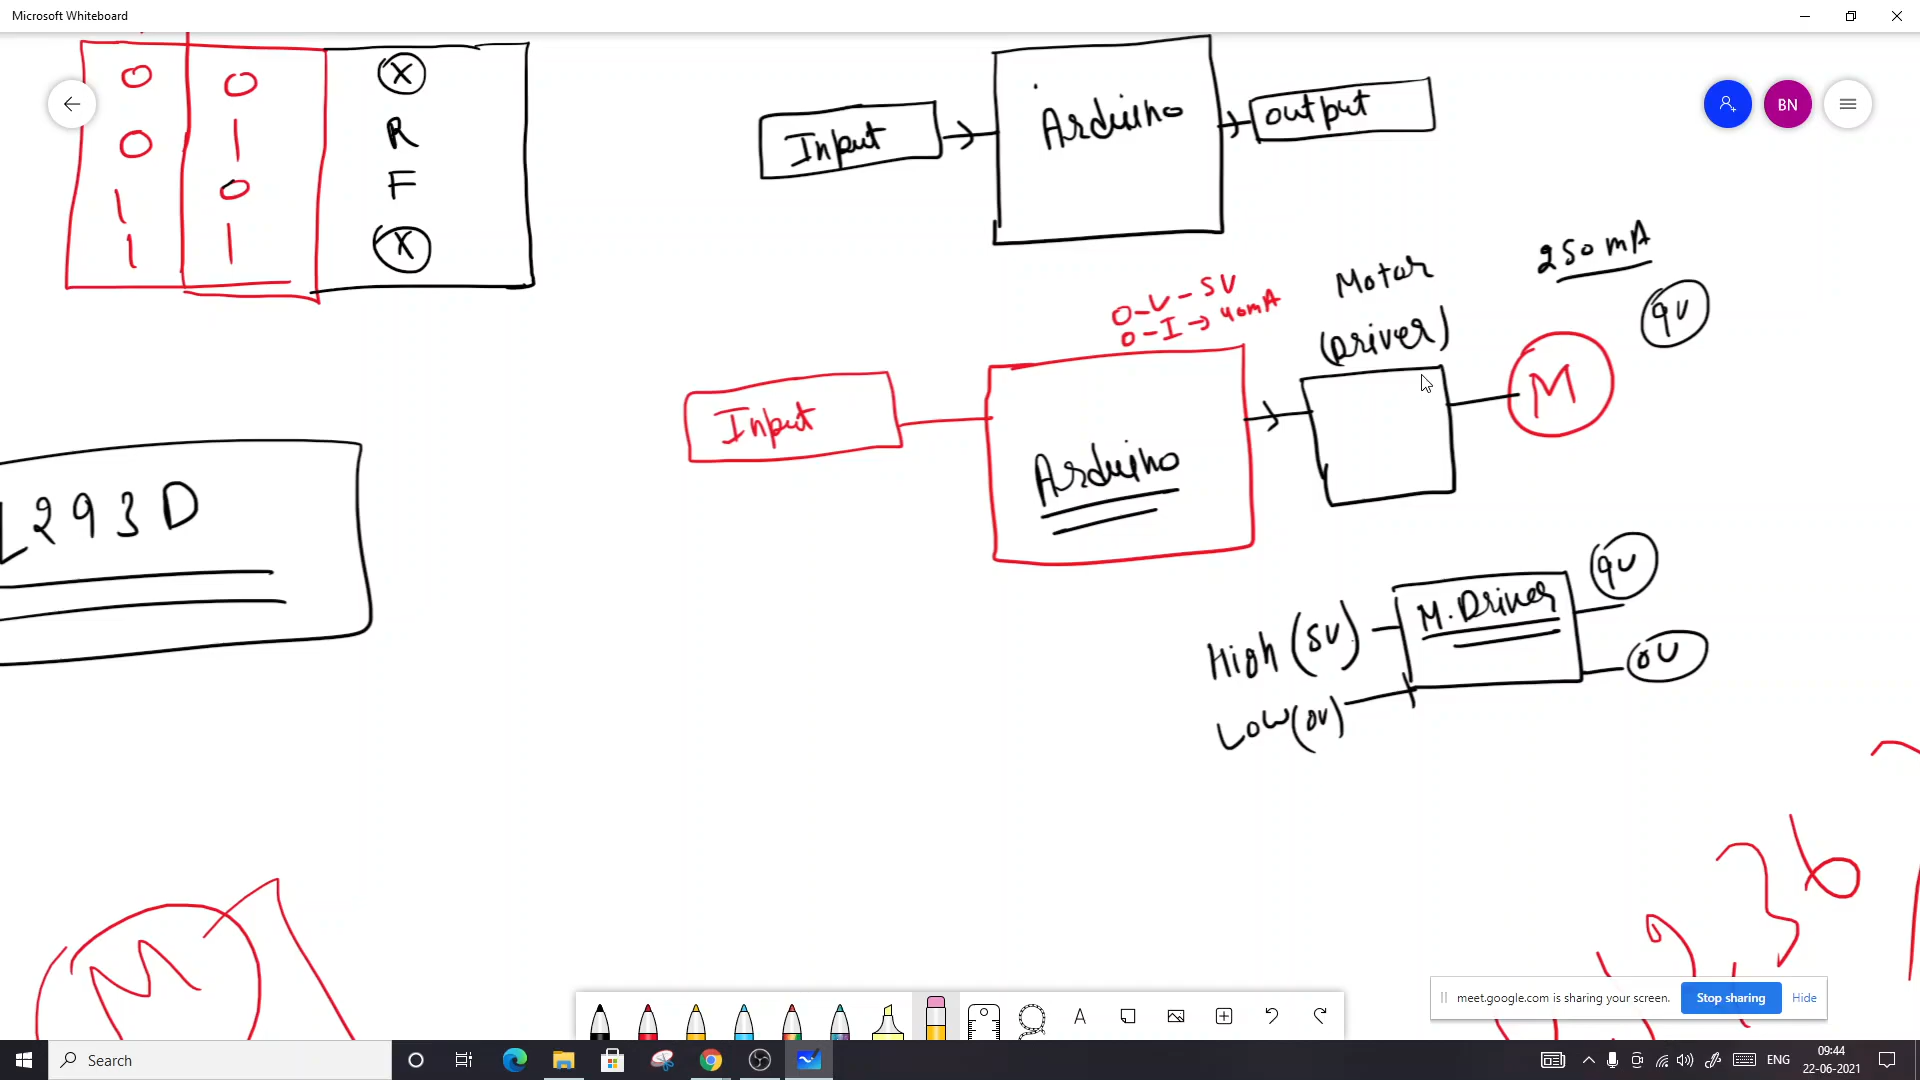 Microsoft Whiteboard
0 0 X
0 1 R
1 0 F
1 1 X
Input
Arduino
output
BN
O-V-5V
O-I→40mA
Motor
(Driver)
250mA
9V
Input
Arduino
M
L293D
High (5V)
Low(0V)
M.Driver
9V
0V
M
36
meet.google.com is sharing your screen.
Stop sharing
Hide
Search
ENG
09:44
22-06-2021